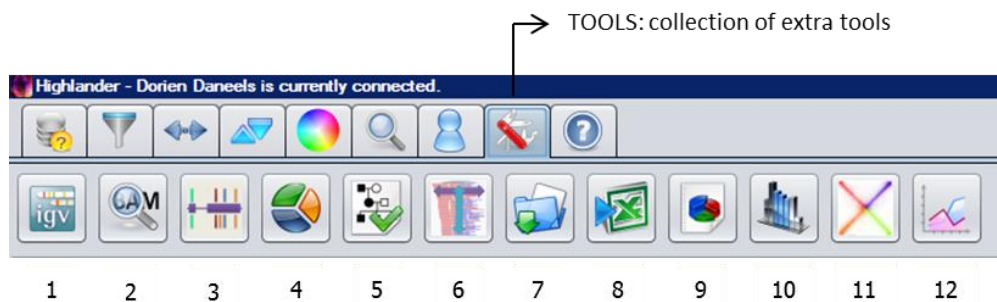 TOOLS: collection of extra tools
Highlander - Dorien Daneels is currently connected.
igv BAM
1 2 3 4 5 6 7 8 9 10 11 12